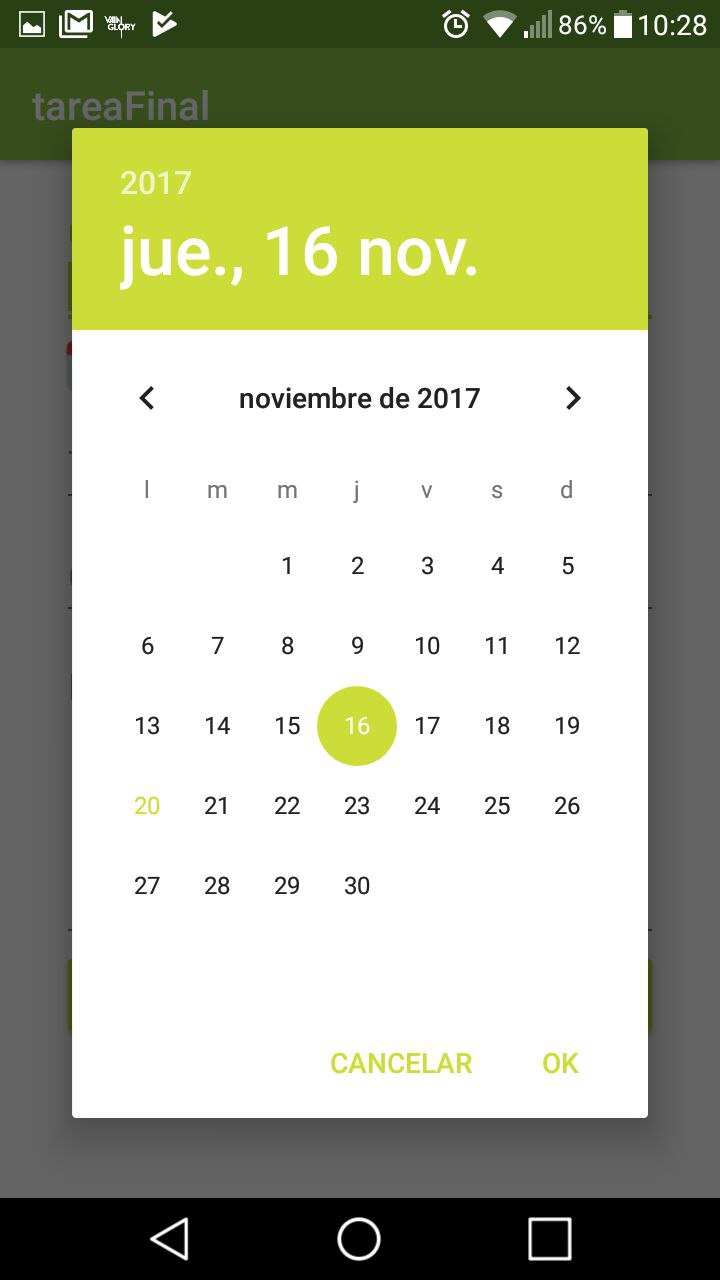 VAIN GLORY 86% 10:28
tareaFinal
2017
jue., 16 nov.
noviembre de 2017
l m m j v s d
1 2 3 4 5
6 7 8 9 10 11 12
13 14 15 16 17 18 19
20 21 22 23 24 25 26
27 28 29 30
CANCELAR OK